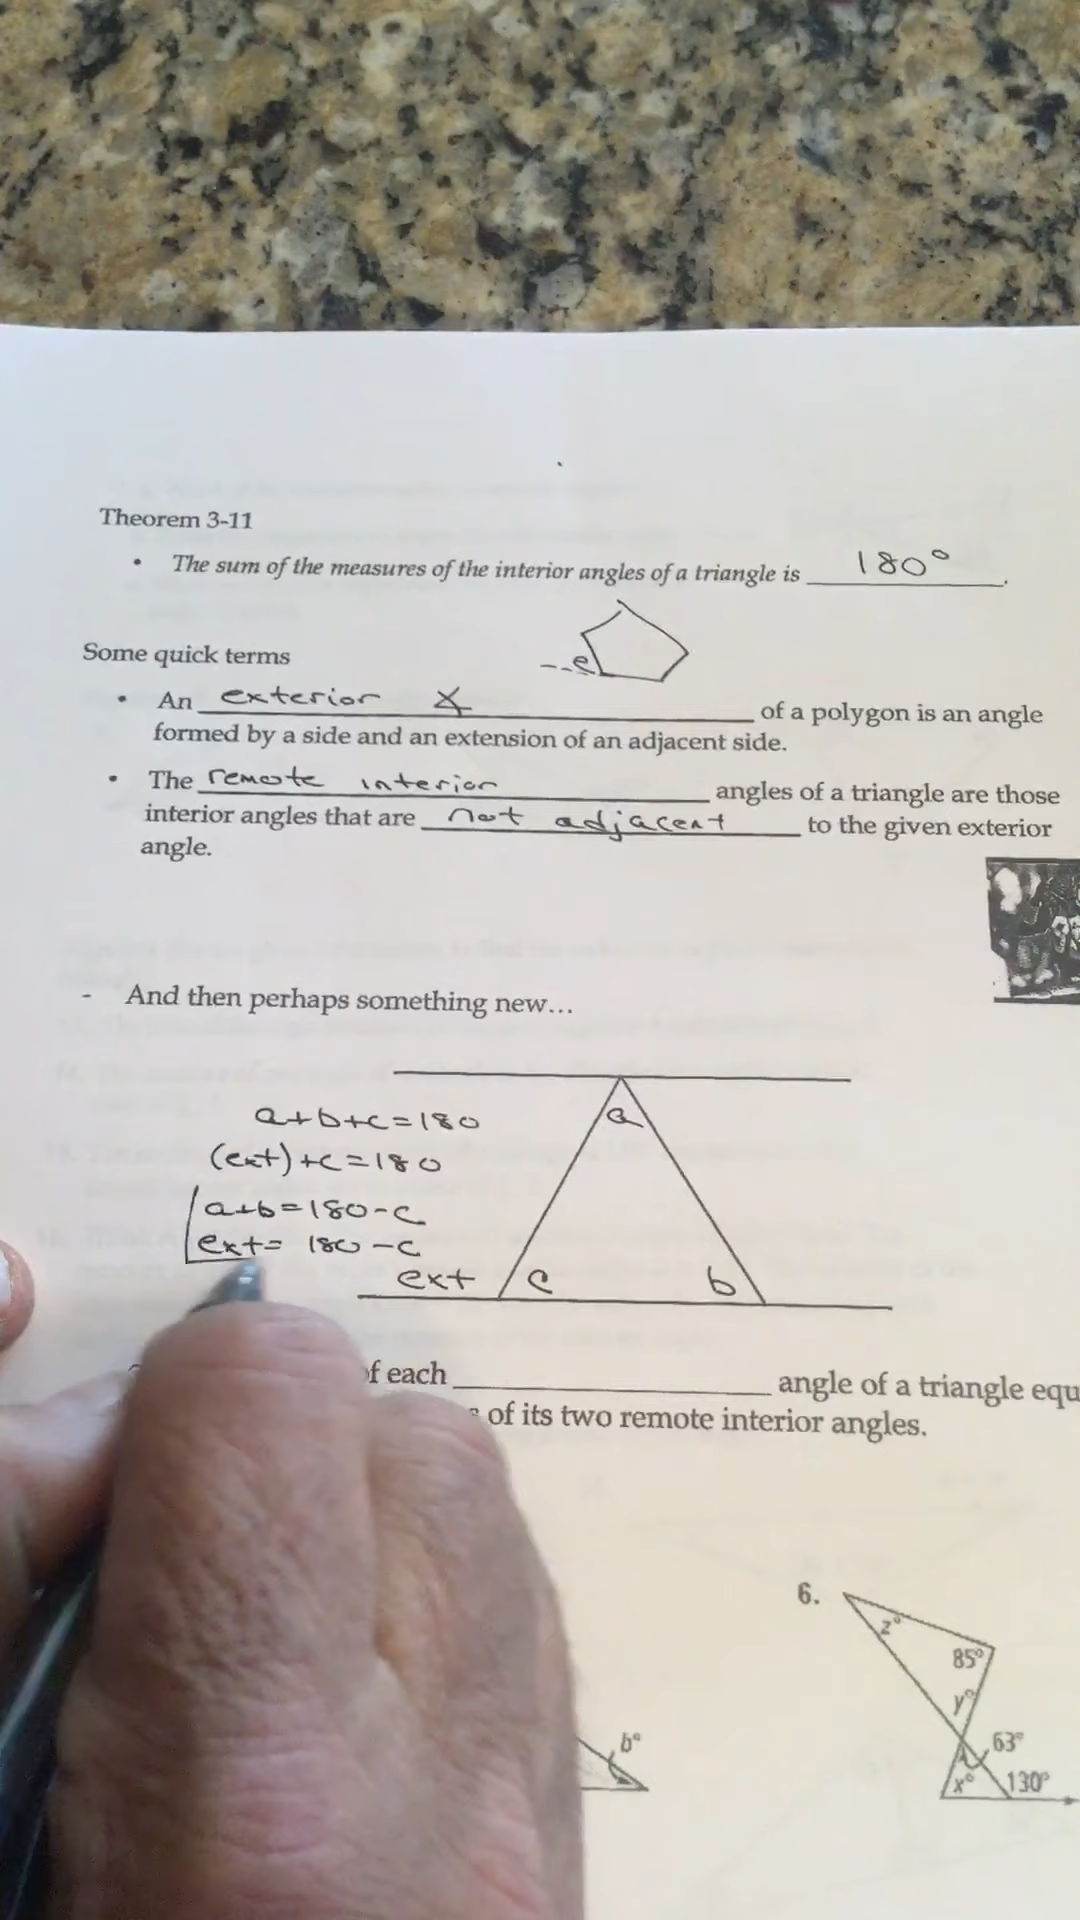 Theorem 3-11
• The sum of the measures of the interior angles of a triangle is 180°.
Some quick terms
e
• An exterior ∡ of a polygon is an angle
formed by a side and an extension of an adjacent side.
• The remote interior angles of a triangle are those
interior angles that are not adjacent to the given exterior
angle.
- And then perhaps something new...
a+b+c=180
a
(ext)+c=180
a+b=180-c
ext= 180-c
ext c b
of each ____ angle of a triangle
of its two remote interior angles.
6.
z°
85°
y°
b°
63°
x° 130°